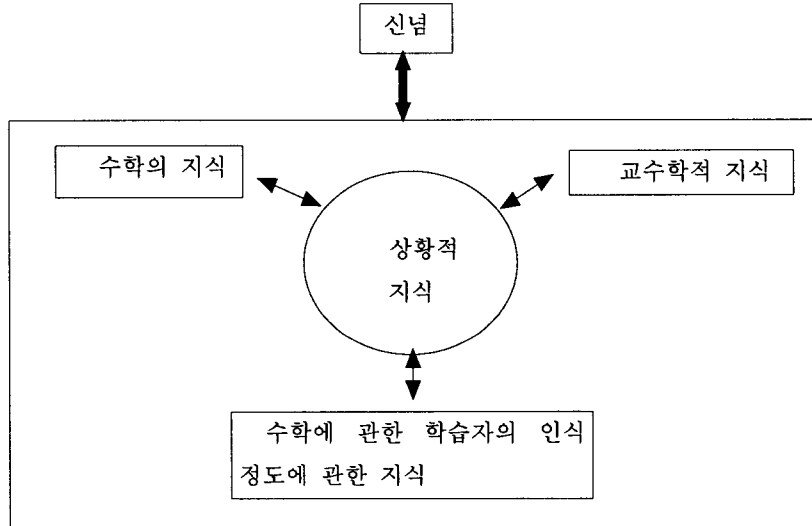 신념
수학의 지식
교수학적 지식
상황적
지식
수학에 관한 학습자의 인식
정도에 관한 지식